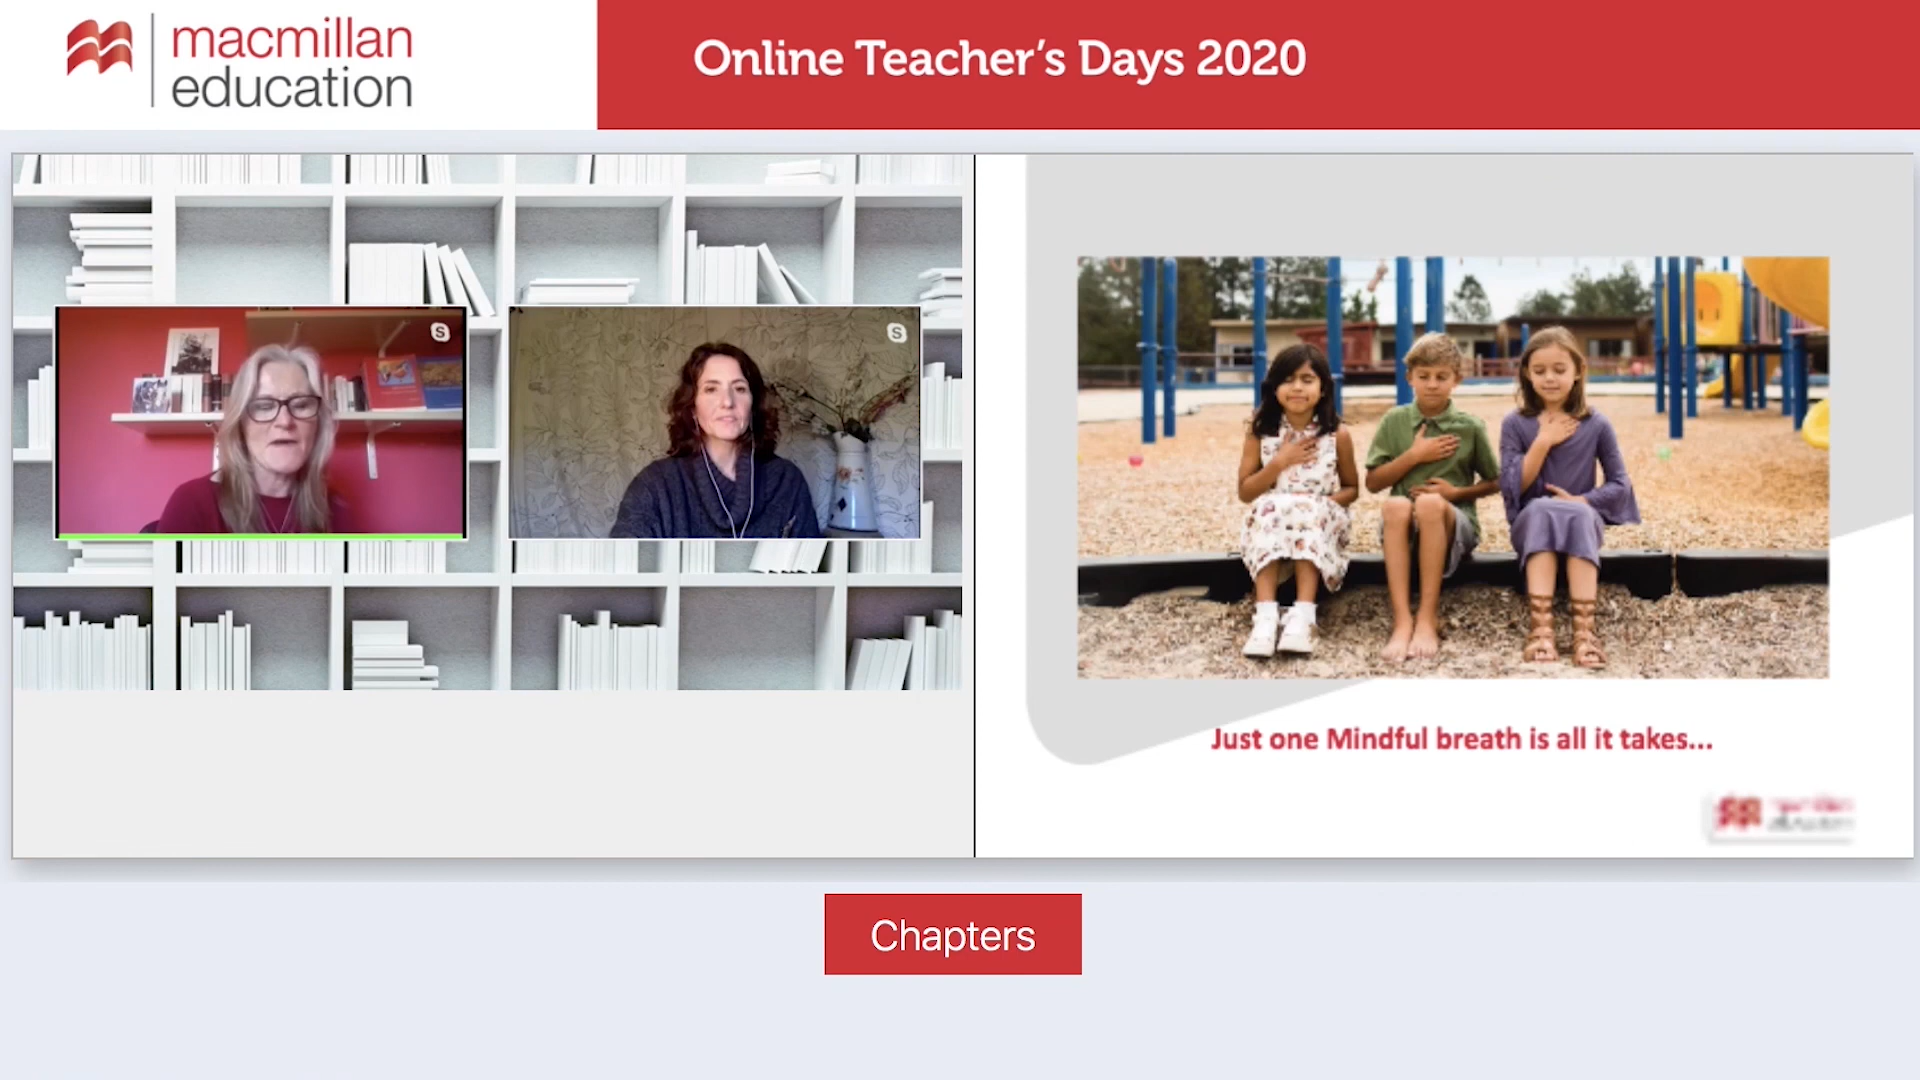 macmillan
education
Online Teacher's Days 2020
S
S
Just one Mindful breath is all it takes...
Chapters